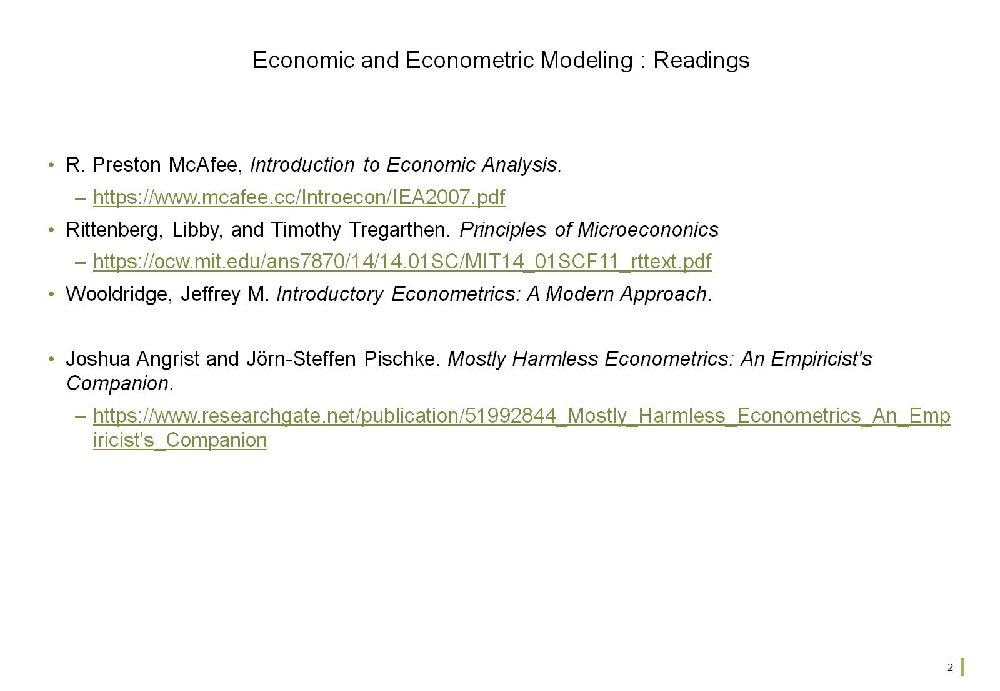 Economic and Econometric Modeling : Readings
• R. Preston McAfee, Introduction to Economic Analysis.
– https://www.mcafee.cc/Introecon/IEA2007.pdf
• Rittenberg, Libby, and Timothy Tregarthen. Principles of Microecononics
– https://ocw.mit.edu/ans7870/14/14.01SC/MIT14_01SCF11_rttext.pdf
• Wooldridge, Jeffrey M. Introductory Econometrics: A Modern Approach.
• Joshua Angrist and Jörn-Steffen Pischke. Mostly Harmless Econometrics: An Empiricist's
Companion.
– https://www.researchgate.net/publication/51992844_Mostly_Harmless_Econometrics_An_Emp
iricist's_Companion
2